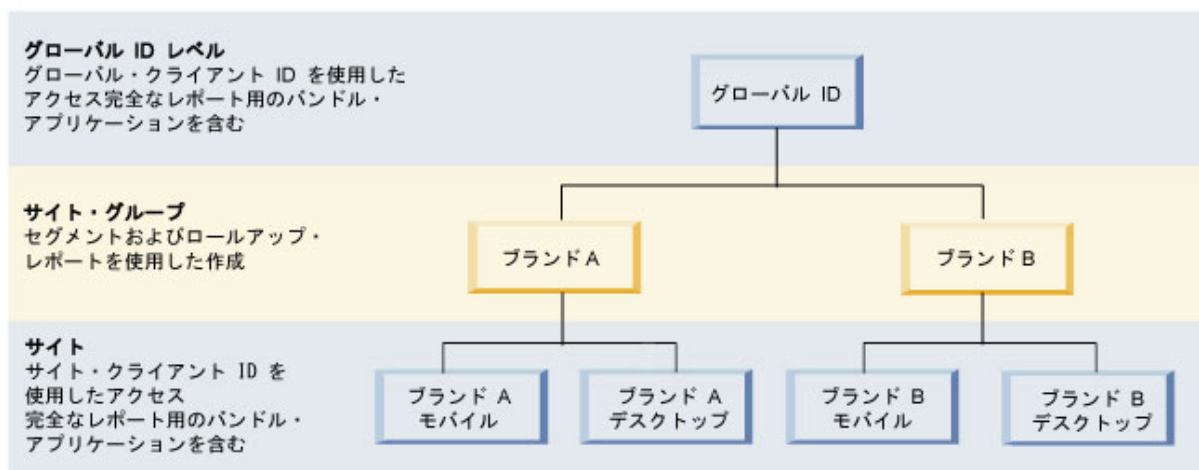 グローバル ID レベル
グローバル・クライアント ID を使用した
アクセス完全なレポート用のバンドル・
アプリケーションを含む
グローバル ID
サイト・グループ
セグメントおよびロールアップ・
レポートを使用した作成
ブランド A
ブランド B
サイト
サイト・クライアント ID を
使用したアクセス
完全なレポート用のバンドル・
アプリケーションを含む
ブランド A
モバイル
ブランド A
デスクトップ
ブランド B
モバイル
ブランド B
デスクトップ